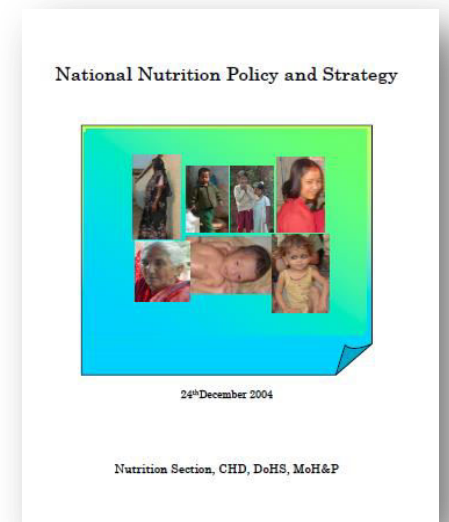 National Nutrition Policy and Strategy
24thDecember 2004
Nutrition Section, CHD, DoHS, MoH&P